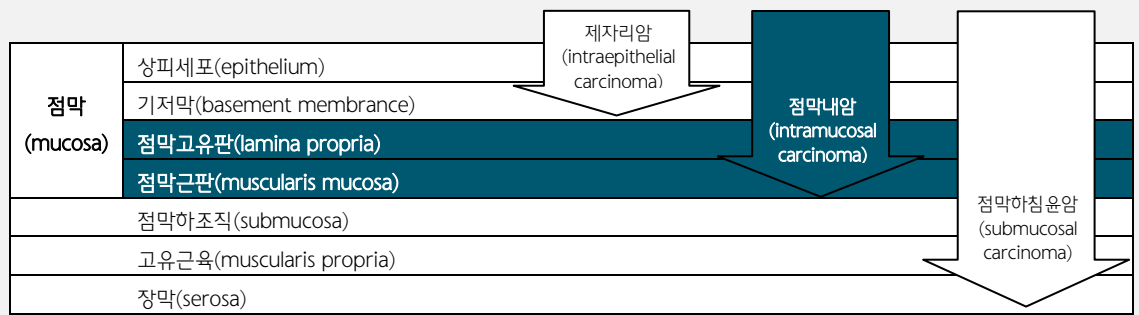 제자리암
(intraepithelial
carcinoma)
점막내암
(intramucosal
carcinoma)
점막하침윤암
(submucosal
carcinoma)
점막
(mucosa)
상피세포(epithelium)
기저막(basement membrance)
점막고유판(lamina propria)
점막근판(muscularis mucosa)
점막하조직(submucosa)
고유근육(muscularis propria)
장막(serosa)